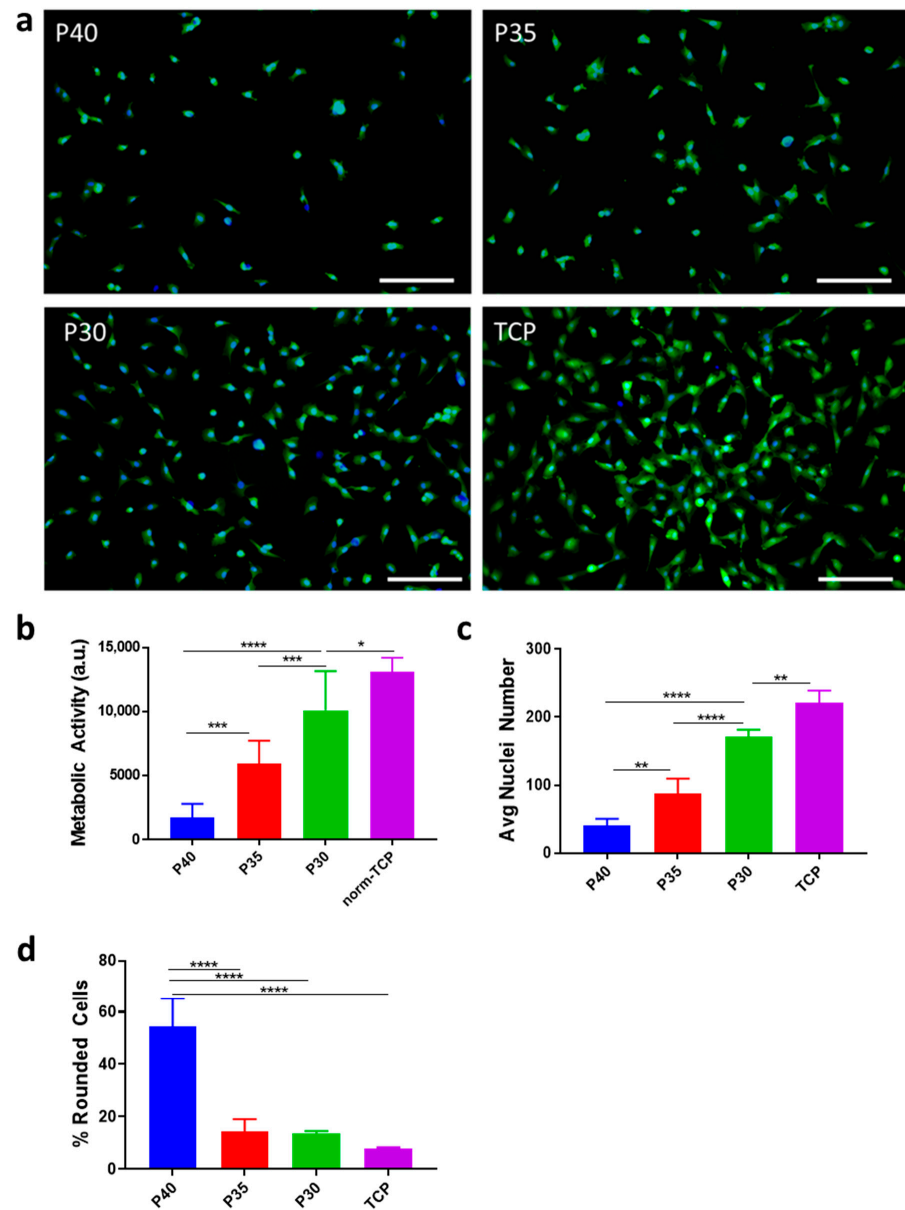 a
P40
P35
P30
TCP
b
Metabolic Activity (a.u.)
15,000
10,000
5000
0
****
***
*
***
P40
P35
P30
norm-TCP
c
Avg Nuclei Number
300
200
100
0
****
**
****
**
P40
P35
P30
TCP
d
% Rounded Cells
80
60
40
20
0
****
****
****
P40
P35
P30
TCP